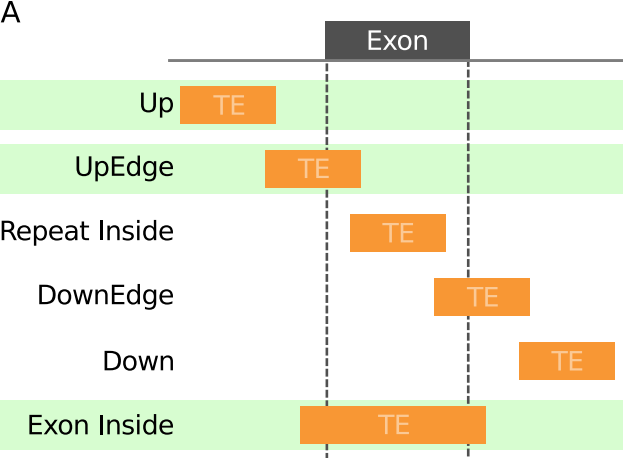 A
Exon
Up TE
UpEdge TE
Repeat Inside TE
DownEdge TE
Down TE
Exon Inside TE